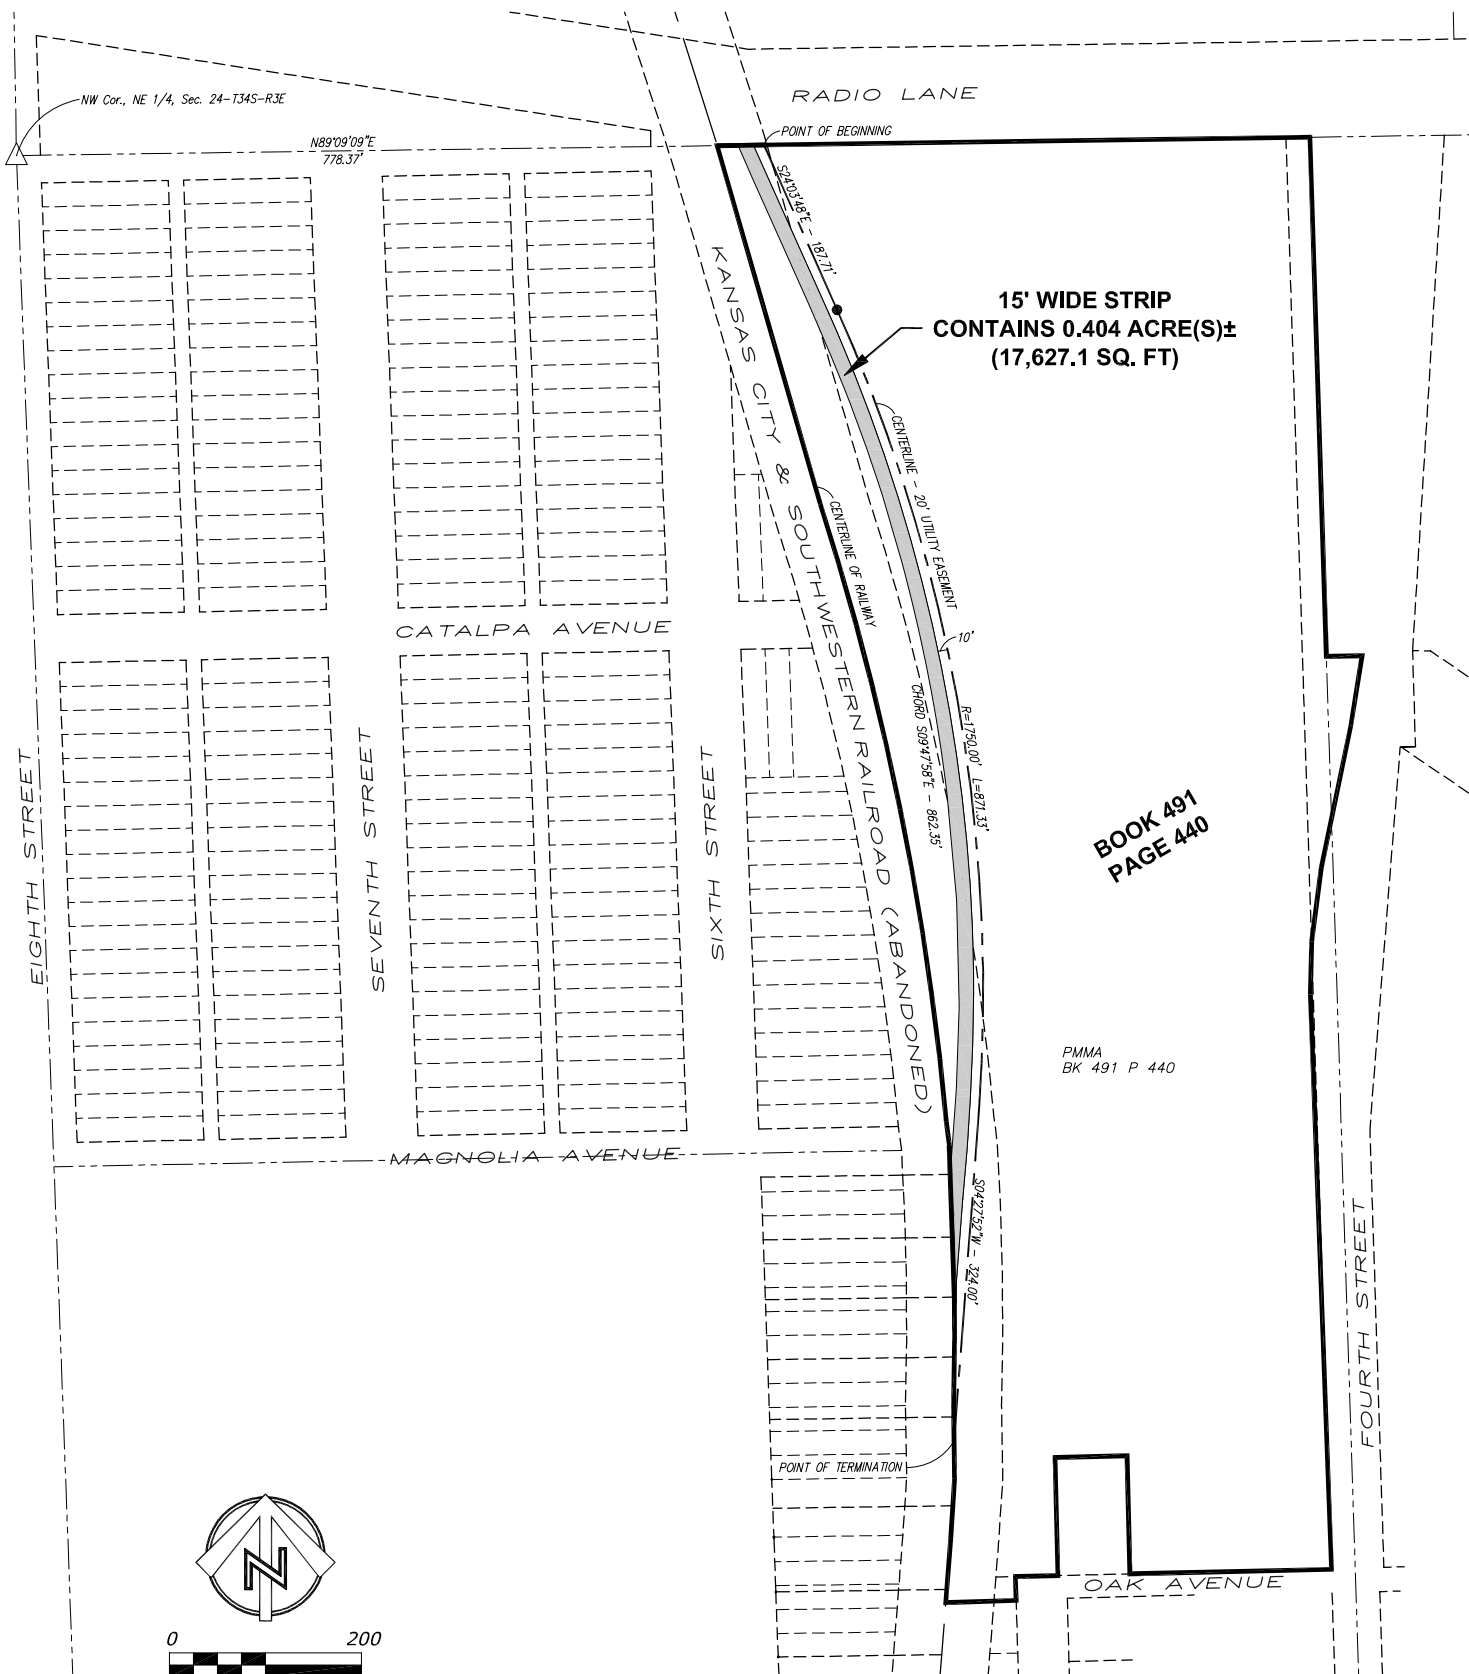 RADIO LANE
NW Cor., NE 1/4, Sec. 24-T34S-R3E
POINT OF BEGINNING
N89°09'09"E
778.37'
S24°03'48"E - 187.71'
15' WIDE STRIP
CONTAINS 0.404 ACRE(S)±
(17,627.1 SQ. FT)
KANSAS CITY & SOUTHWESTERN RAILROAD (ABANDONED)
CENTERLINE - 20' UTILITY EASEMENT
CENTERLINE OF RAILWAY
CATALPA AVENUE
10'
CHORD S09°47'58"E - 862.35'
R=1750.00' L=871.33'
EIGHTH STREET
SEVENTH STREET
SIXTH STREET
BOOK 491
PAGE 440
PMMA
BK 491 P 440
MAGNOLIA AVENUE
S04°27'52"W - 324.00'
FOURTH STREET
POINT OF TERMINATION
OAK AVENUE
N
0 200